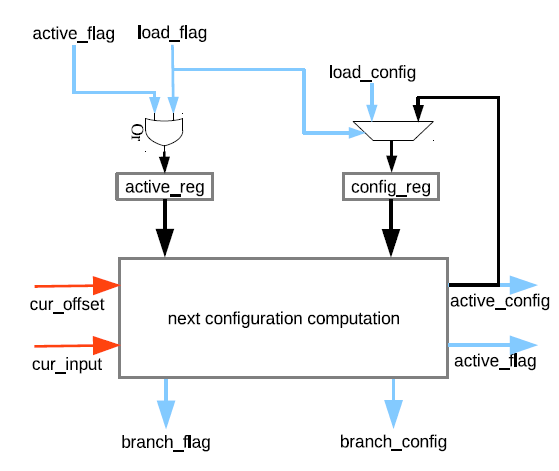 active_flag
load_flag
load_config
Or
active_reg
config_reg
cur_offset
next configuration computation
active_config
cur_input
active_flag
branch_flag
branch_config